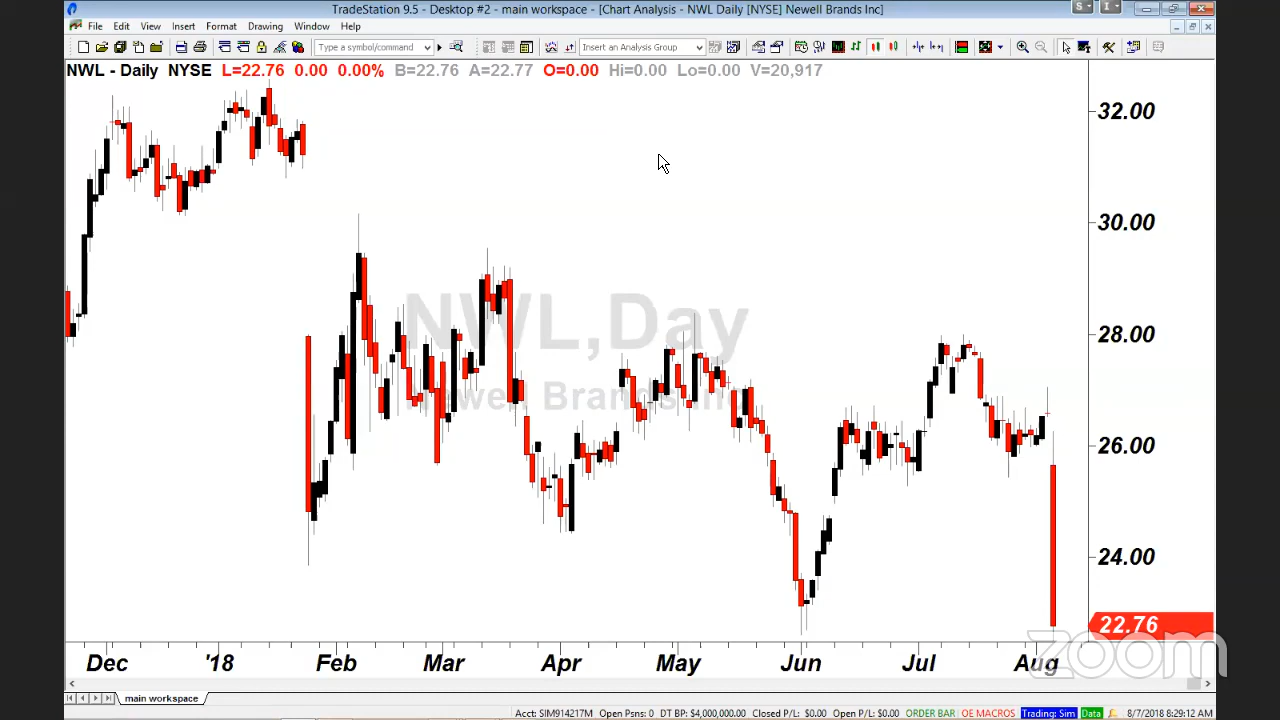 TradeStation 9.5 - Desktop #2 - main workspace - [Chart Analysis - NWL Daily [NYSE] Newell Brands Inc]
S I
File Edit View Insert Format Drawing Window Help
Type a symbol/command Insert an Analysis Group
NWL - Daily NYSE L=22.76 0.00 0.00% B=22.76 A=22.77 O=0.00 Hi=0.00 Lo=0.00 V=20,917
32.00
30.00
NWL,Day
28.00
Newell Brands Inc
26.00
24.00
22.76
zoom
Dec '18 Feb Mar Apr May Jun Jul Aug
main workspace
Acct: SIM914217M Open Psns: 0 DT BP: $4,000,000.00 Closed P/L: $0.00 Open P/L: $0.00 ORDER BAR OE MACROS Trading: Sim Data 8/7/2018 8:29:12 AM